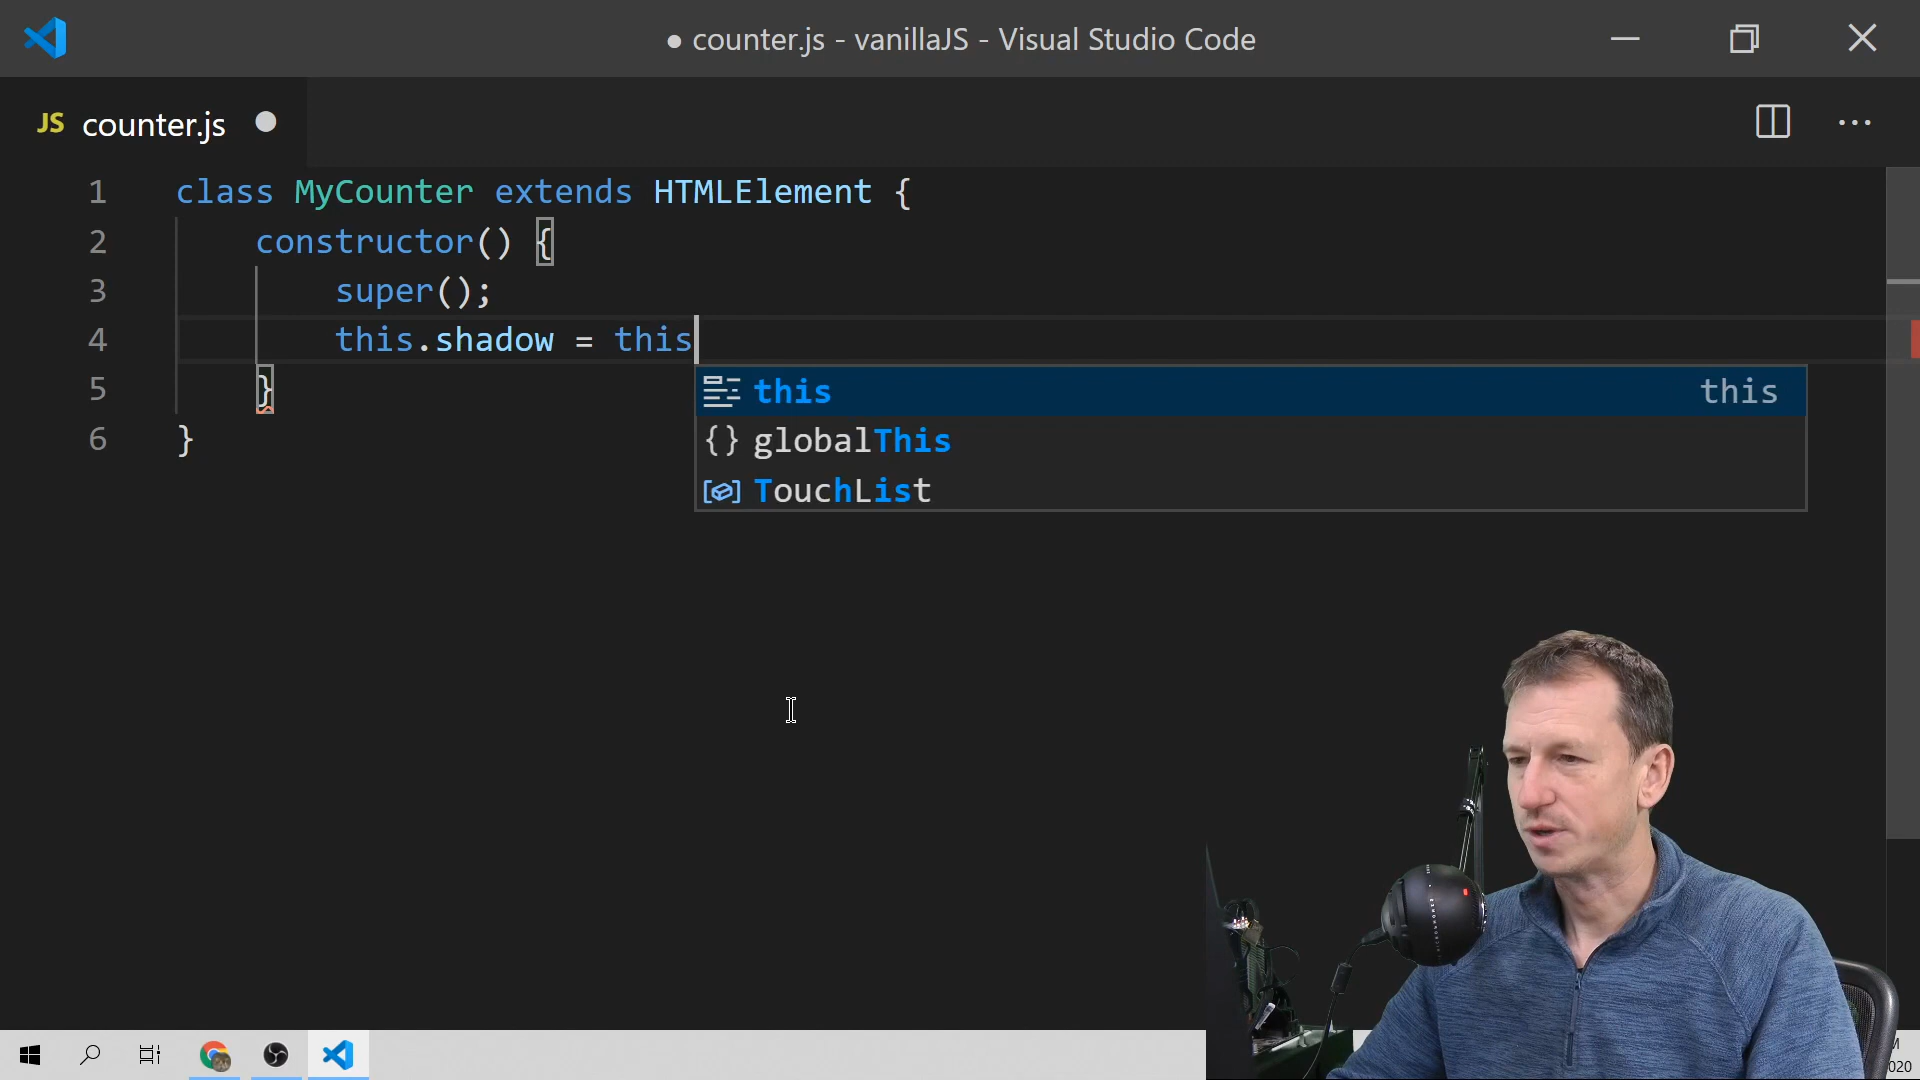 ● counter.js - vanillaJS - Visual Studio Code
JS counter.js ●
1 class MyCounter extends HTMLElement {
2 constructor() {
3 super();
4 this.shadow = this
5 }
6 }
this this
{} globalThis
TouchList
M
020